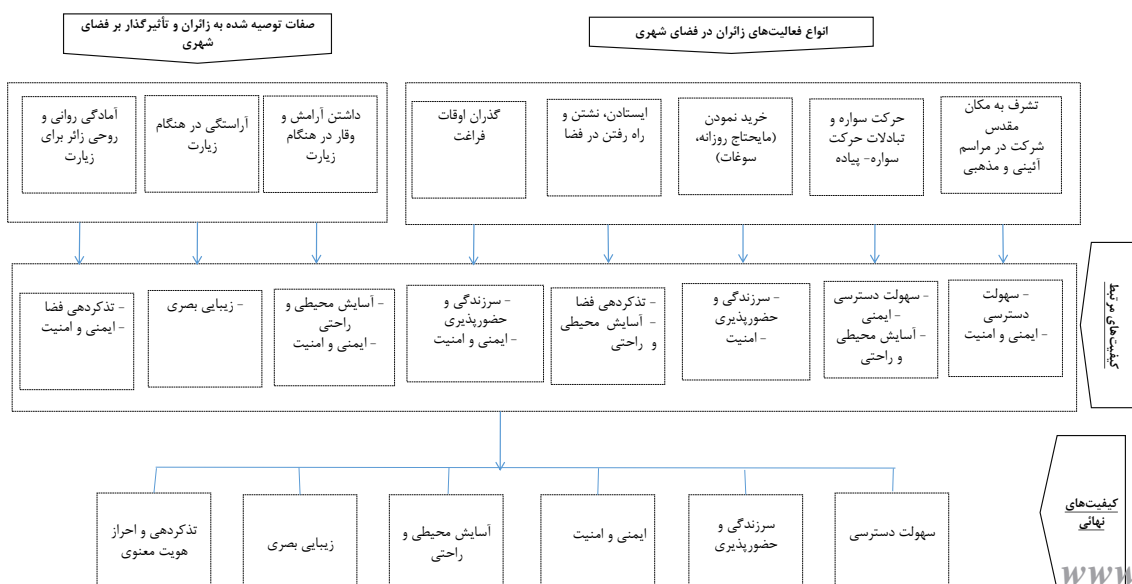 انواع فعالیت‌های زائران در فضای شهری
صفات توصیه شده به زائران و تأثیرگذار بر فضای
شهری
تشرف به مکان
مقدس
شرکت در مراسم
آئینی و مذهبی
حرکت سواره و
تبادلات حرکت
سواره- پیاده
خرید نمودن
(مایحتاج روزانه،
سوغات)
ایستادن، نشتن و
راه رفتن در فضا
گذران اوقات
فراغت
داشتن آرامش و
وقار در هنگام
زیارت
آراستگی در هنگام
زیارت
آمادگی روانی و
روحی زائر برای
زیارت
کیفیت‌های مرتبط
- سهولت
دسترسی
- ایمنی و امنیت
- سهولت دسترسی
- ایمنی
- آسایش محیطی
و راحتی
- سرزندگی و
حضورپذیری
- امنیت
- تذکردهی فضا
- آسایش محیطی
و راحتی
- سرزندگی و
حضورپذیری
- ایمنی و امنیت
- آسایش محیطی و
راحتی
- ایمنی و امنیت
- زیبایی بصری
- تذکردهی فضا
- ایمنی و امنیت
کیفیت‌های
نهائی
سهولت دسترسی
سرزندگی و
حضورپذیری
ایمنی و امنیت
آسایش محیطی و
راحتی
زیبایی بصری
تذکردهی و احراز
هویت معنوی
www